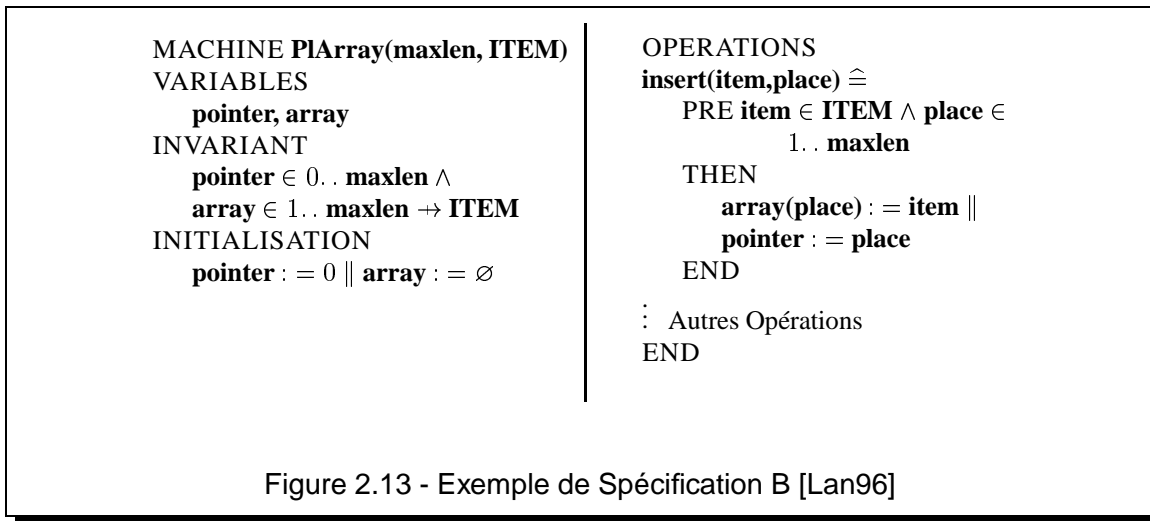 MACHINE PlArray(maxlen, ITEM)
VARIABLES
pointer, array
INVARIANT
pointer ∈ 0. . maxlen ∧
array ∈ 1. . maxlen ⇸ ITEM
INITIALISATION
pointer : = 0 ∥ array : = ∅
OPERATIONS
insert(item,place) ≙
PRE item ∈ ITEM ∧ place ∈
1. . maxlen
THEN
array(place) : = item ∥
pointer : = place
END
⋮ Autres Opérations
END
Figure 2.13 - Exemple de Spécification B [Lan96]